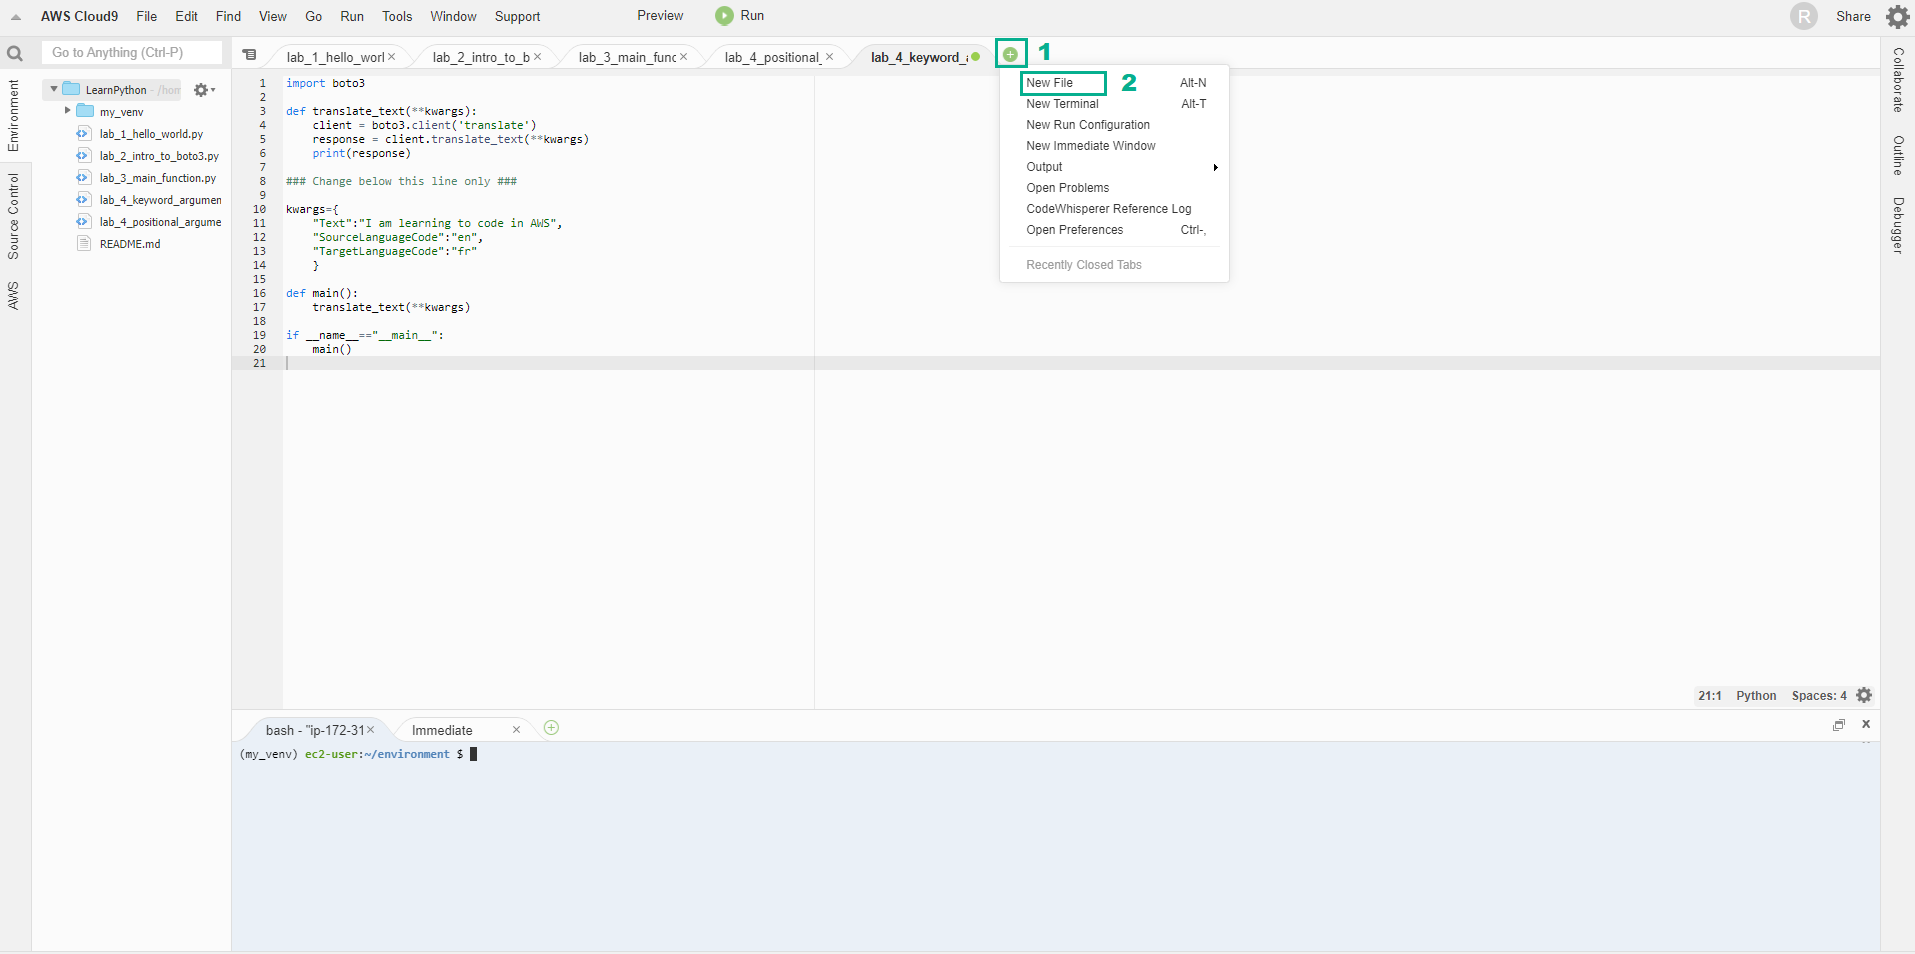 AWS Cloud9 File Edit Find View Go Run Tools Window Support Preview Run R Share
Go to Anything (Ctrl-P)
lab_1_hello_worl × lab_2_intro_to_b × lab_3_main_func × lab_4_positional_ × lab_4_keyword_a 1
Environment
Source Control
AWS
LearnPython - /hom
my_venv
lab_1_hello_world.py
lab_2_intro_to_boto3.py
lab_3_main_function.py
lab_4_keyword_argumen
lab_4_positional_argume
README.md
1 import boto3
2
3 def translate_text(**kwargs):
4 client = boto3.client('translate')
5 response = client.translate_text(**kwargs)
6 print(response)
7
8 ### Change below this line only ###
9
10 kwargs={
11 "Text":"I am learning to code in AWS",
12 "SourceLanguageCode":"en",
13 "TargetLanguageCode":"fr"
14 }
15
16 def main():
17 translate_text(**kwargs)
18
19 if __name__=="__main__":
20 main()
21
New File 2 Alt-N
New Terminal Alt-T
New Run Configuration
New Immediate Window
Output
Open Problems
CodeWhisperer Reference Log
Open Preferences Ctrl-,
Recently Closed Tabs
Collaborate
Outline
Debugger
21:1 Python Spaces: 4
bash - "ip-172-31 × Immediate ×
(my_venv) ec2-user:~/environment $